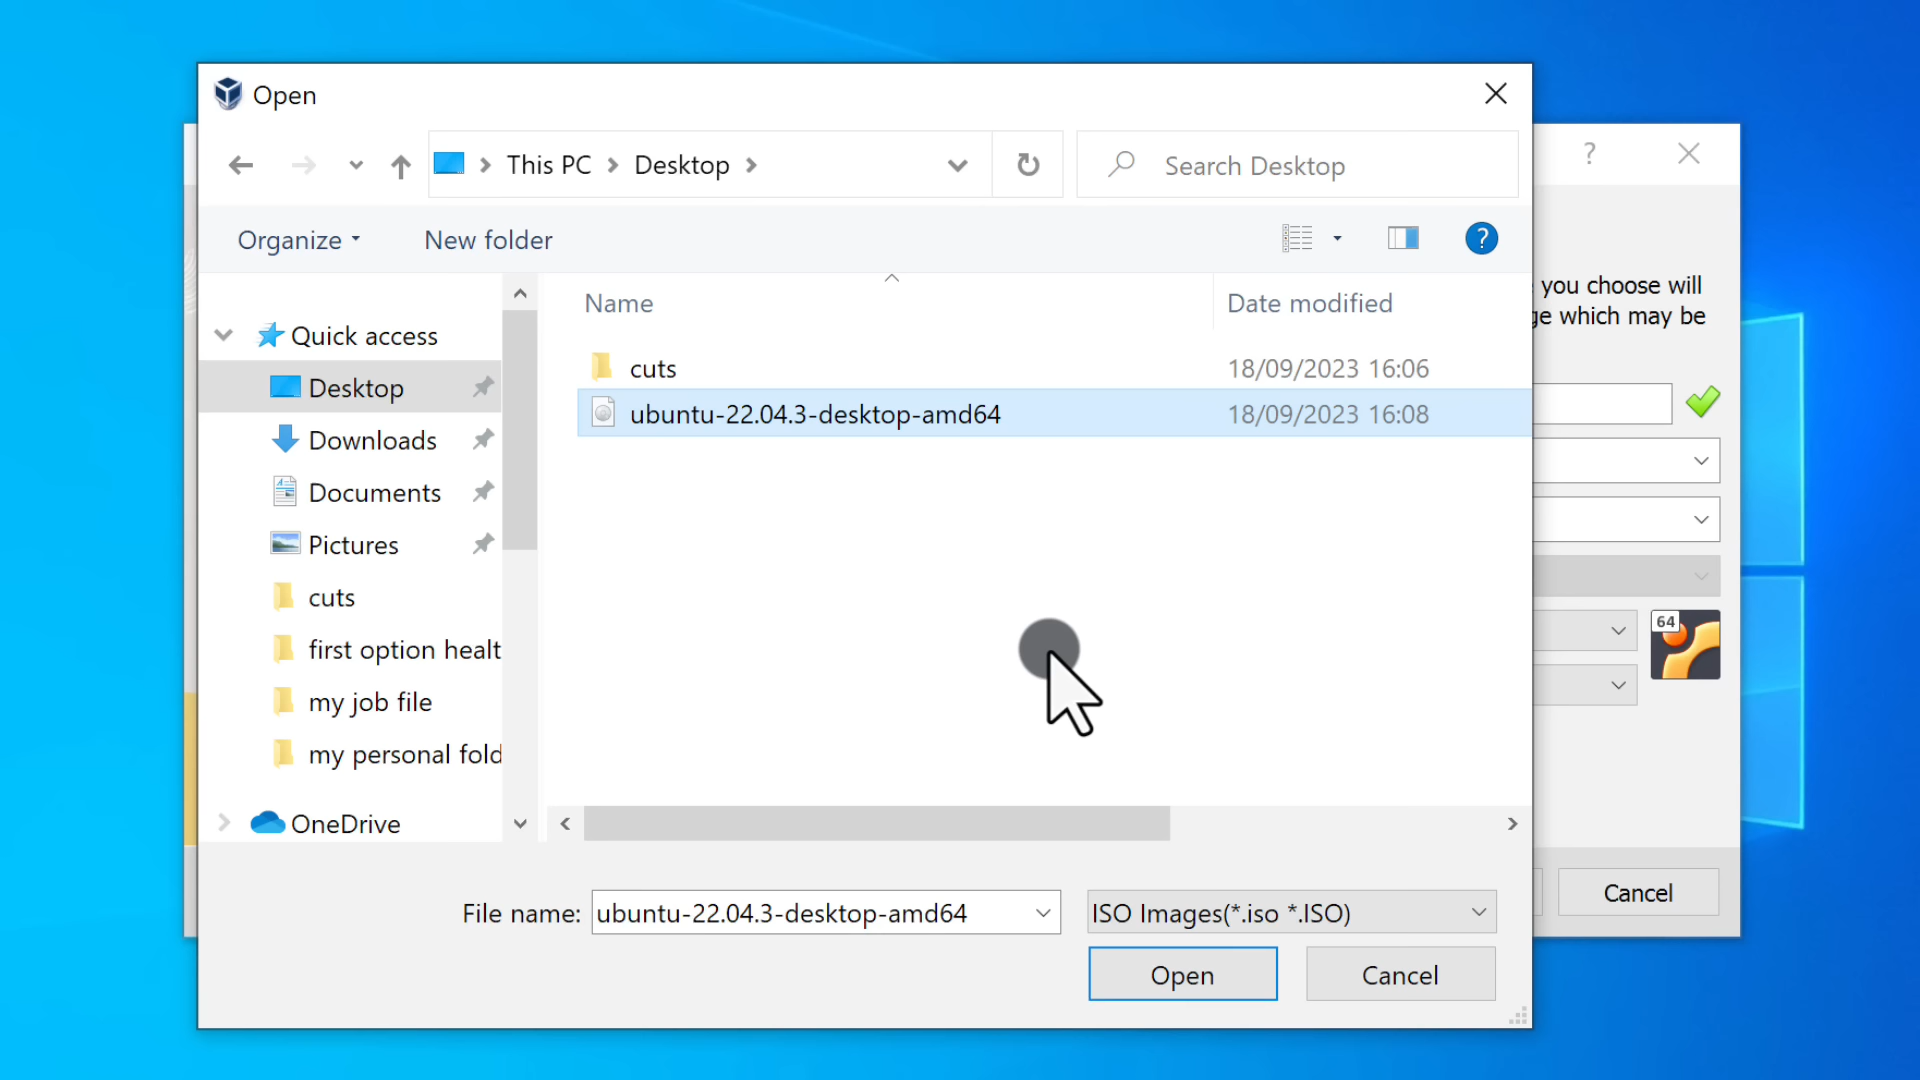 Open
This PC
Desktop
Search Desktop
Organize
New folder
?
?
Name
Date modified
you choose will
ge which may be
Quick access
cuts
18/09/2023 16:06
Desktop
ubuntu-22.04.3-desktop-amd64
18/09/2023 16:08
Downloads
Documents
Pictures
cuts
first option healt
64
my job file
my personal fold
OneDrive
File name:
ubuntu-22.04.3-desktop-amd64
ISO Images(*.iso *.ISO)
Cancel
Open
Cancel